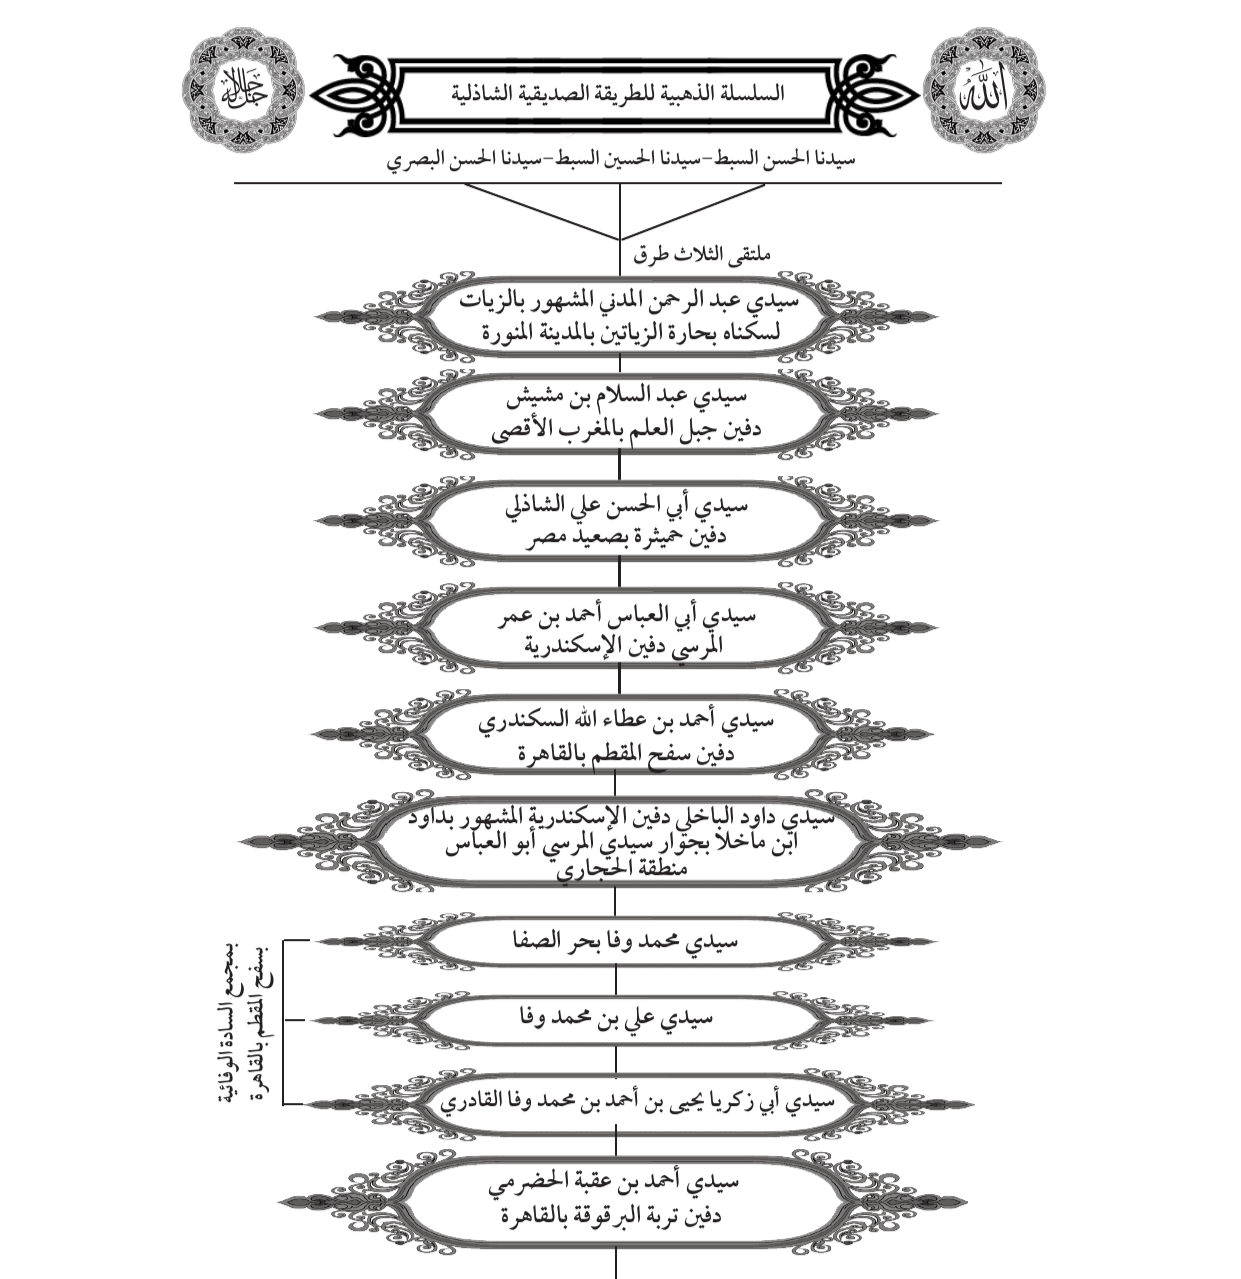 الله
جل جلاله
السلسلة الذهبية للطريقة الصديقية الشاذلية
سيدنا الحسن السبط-سيدنا الحسين السبط-سيدنا الحسن البصري
ملتقى الثلاث طرق
سيدي عبد الرحمن المدني المشهور بالزيات
لسكناه بحارة الزياتين بالمدينة المنورة
سيدي عبد السلام بن مشيش
دفين جبل العلم بالمغرب الأقصى
سيدي أبي الحسن علي الشاذلي
دفين حميثرة بصعيد مصر
سيدي أبي العباس أحمد بن عمر
المرسي دفين الإسكندرية
سيدي أحمد بن عطاء الله السكندري
دفين سفح المقطم بالقاهرة
سيدي داود الباخلي دفين الإسكندرية المشهور بداود
ابن ماخلا بجوار سيدي المرسي أبو العباس
منطقة الحجاري
سيدي محمد وفا بحر الصفا
سيدي علي بن محمد وفا
سيدي أبي زكريا يحيى بن أحمد بن محمد وفا القادري
بمجمع السادة الوفائية
بسفح المقطم بالقاهرة
سيدي أحمد بن عقبة الحضرمي
دفين تربة البرقوقة بالقاهرة